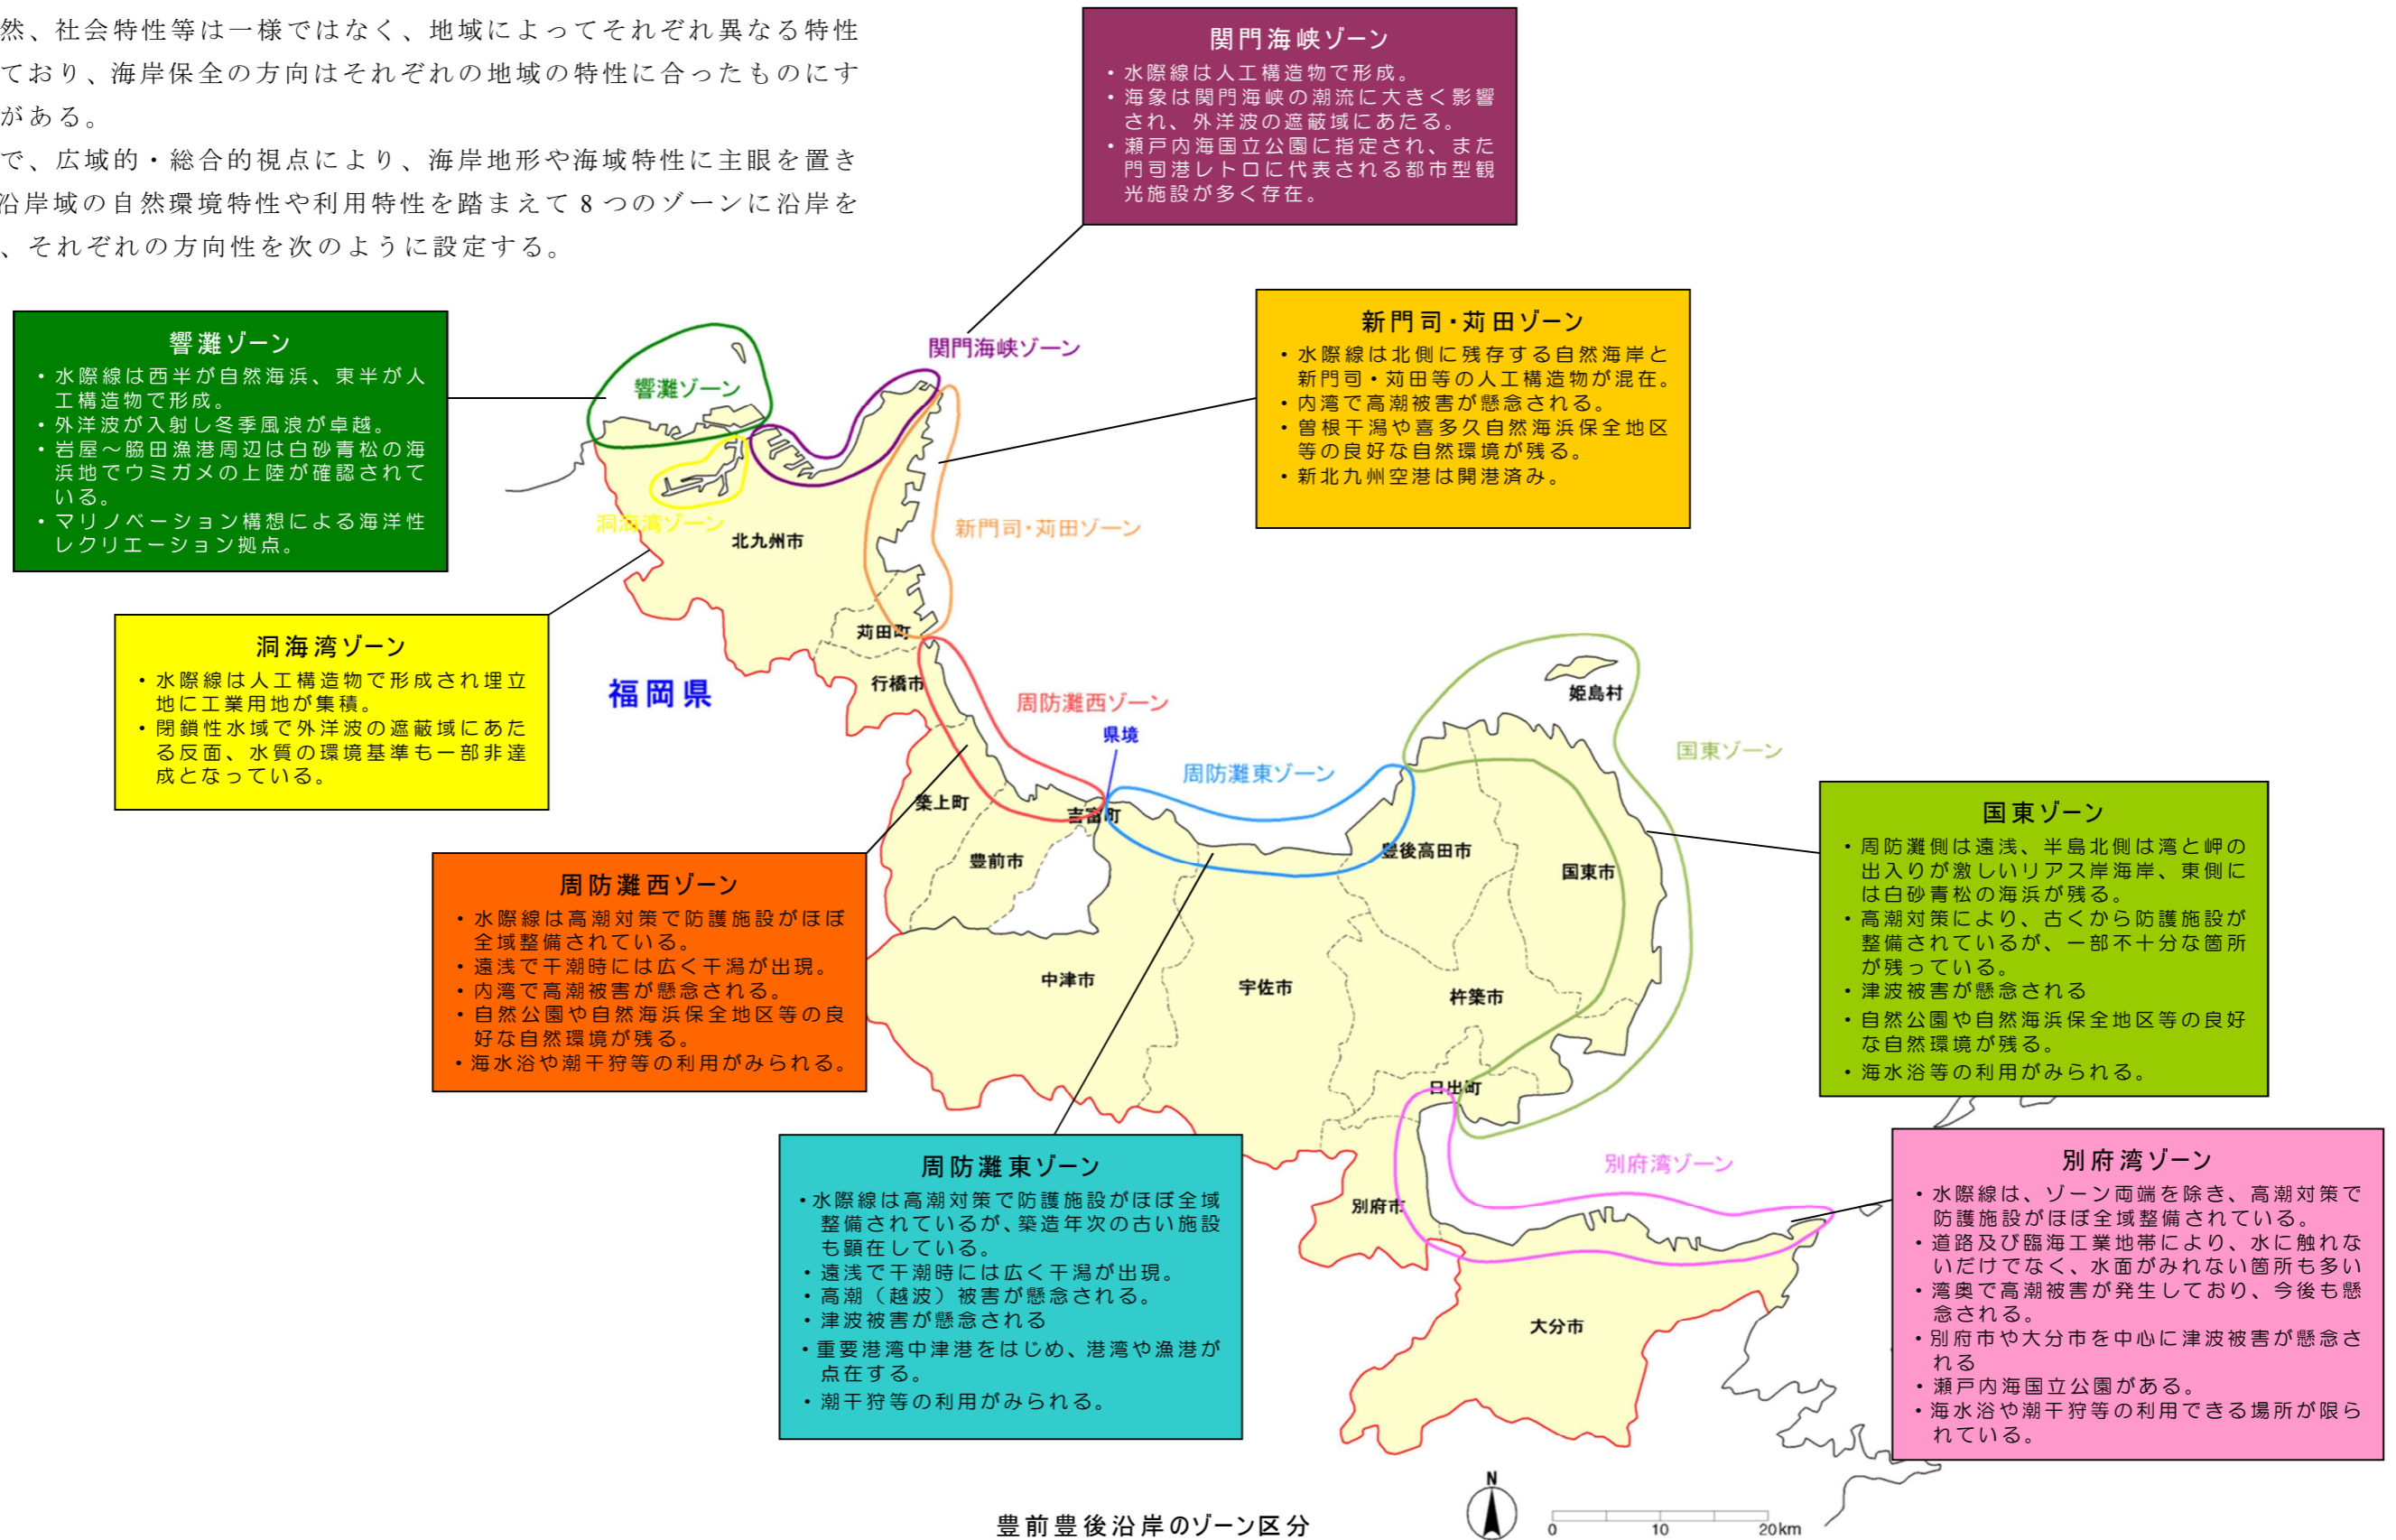 然、社会特性等は一様ではなく、地域によってそれぞれ異なる特性
ており、海岸保全の方向はそれぞれの地域の特性に合ったものにす
がある。
で、広域的・総合的視点により、海岸地形や海域特性に主眼を置き
沿岸域の自然環境特性や利用特性を踏まえて8つのゾーンに沿岸を
、それぞれの方向性を次のように設定する。
関門海峡ゾーン
・水際線は人工構造物で形成。
・海象は関門海峡の潮流に大きく影響
され、外洋波の遮蔽域にあたる。
・瀬戸内海国立公園に指定され、また
門司港レトロに代表される都市型観
光施設が多く存在。
響灘ゾーン
・水際線は西半が自然海浜、東半が人
工構造物で形成。
・外洋波が入射し冬季風浪が卓越。
・岩屋～脇田漁港周辺は白砂青松の海
浜地でウミガメの上陸が確認されて
いる。
・マリノベーション構想による海洋性
レクリエーション拠点。
新門司・苅田ゾーン
・水際線は北側に残存する自然海岸と
新門司・苅田等の人工構造物が混在。
・内湾で高潮被害が懸念される。
・曽根干潟や喜多久自然海浜保全地区
等の良好な自然環境が残る。
・新北九州空港は開港済み。
洞海湾ゾーン
・水際線は人工構造物で形成され埋立
地に工業用地が集積。
・閉鎖性水域で外洋波の遮蔽域にあた
る反面、水質の環境基準も一部非達
成となっている。
周防灘西ゾーン
・水際線は高潮対策で防護施設がほぼ
全域整備されている。
・遠浅で干潮時には広く干潟が出現。
・内湾で高潮被害が懸念される。
・自然公園や自然海浜保全地区等の良
好な自然環境が残る。
・海水浴や潮干狩等の利用がみられる。
周防灘東ゾーン
・水際線は高潮対策で防護施設がほぼ全域
整備されているが、築造年次の古い施設
も顕在している。
・遠浅で干潮時には広く干潟が出現。
・高潮（越波）被害が懸念される。
・津波被害が懸念される
・重要港湾中津港をはじめ、港湾や漁港が
点在する。
・潮干狩等の利用がみられる。
国東ゾーン
・周防灘側は遠浅、半島北側は湾と岬の
出入りが激しいリアス岸海岸、東側に
は白砂青松の海浜が残る。
・高潮対策により、古くから防護施設が
整備されているが、一部不十分な箇所
が残っている。
・津波被害が懸念される
・自然公園や自然海浜保全地区等の良好
な自然環境が残る。
・海水浴等の利用がみられる。
別府湾ゾーン
・水際線は、ゾーン両端を除き、高潮対策で
防護施設がほぼ全域整備されている。
・道路及び臨海工業地帯により、水に触れな
いだけでなく、水面がみれない箇所も多い
・湾奥で高潮被害が発生しており、今後も懸
念される。
・別府市や大分市を中心に津波被害が懸念さ
れる
・瀬戸内海国立公園がある。
・海水浴や潮干狩等の利用できる場所が限ら
れている。
響灘ゾーン
関門海峡ゾーン
洞海湾ゾーン
新門司・苅田ゾーン
北九州市
苅田町
行橋市
福岡県
周防灘西ゾーン
県境
周防灘東ゾーン
姫島村
国東ゾーン
築上町
吉富町
豊前市
豊後高田市
国東市
中津市
宇佐市
杵築市
日出町
別府湾ゾーン
別府市
大分市
豊前豊後沿岸のゾーン区分
N
0 10 20km